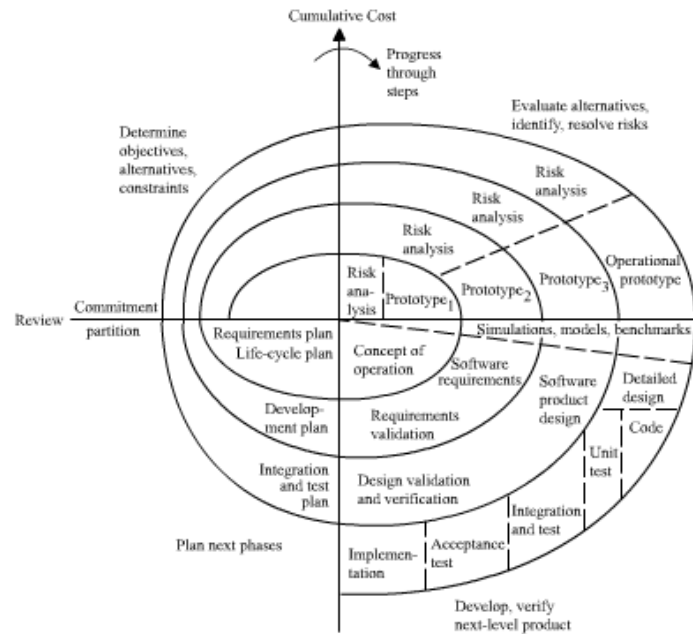 Cumulative Cost
Progress
through
steps
Evaluate alternatives,
identify, resolve risks
Determine
objectives,
alternatives,
constraints
Risk
analysis
Risk
analysis
Risk
analysis
Risk
ana-
lysis
Prototype1
Prototype2
Prototype3
Operational
prototype
Review
Commitment
partition
Simulations, models, benchmarks
Requirements plan
Life-cycle plan
Concept of
operation
Software
requirements
Software
product
design
Detailed
design
Code
Develop-
ment plan
Requirements
validation
Unit
test
Integration
and test
plan
Design validation
and verification
Integration
and test
Acceptance
test
Implemen-
tation
Plan next phases
Develop, verify
next-level product